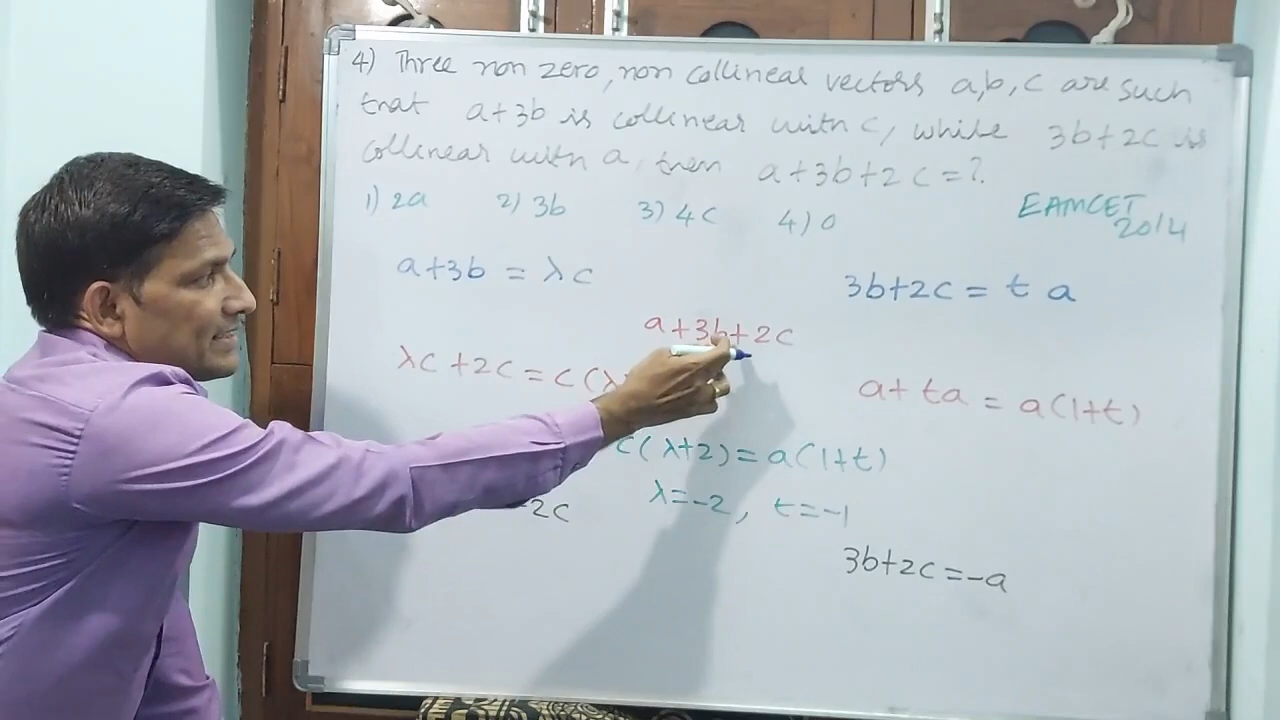 4) Three non zero, non collinear vectors a, b, c are such
that a+3b is collinear with c, while 3b+2c is
collinear with a, then a+3b+2c=?
1) 2a 2) 3b 3) 4c 4) 0
EAMCET
2014
a+3b = λc
3b+2c = t a
a+3b+2c
λc+2c = c(λ
a+ta = a(1+t)
c(λ+2) = a(1+t)
λ=-2, t=-1
-2c
3b+2c=-a